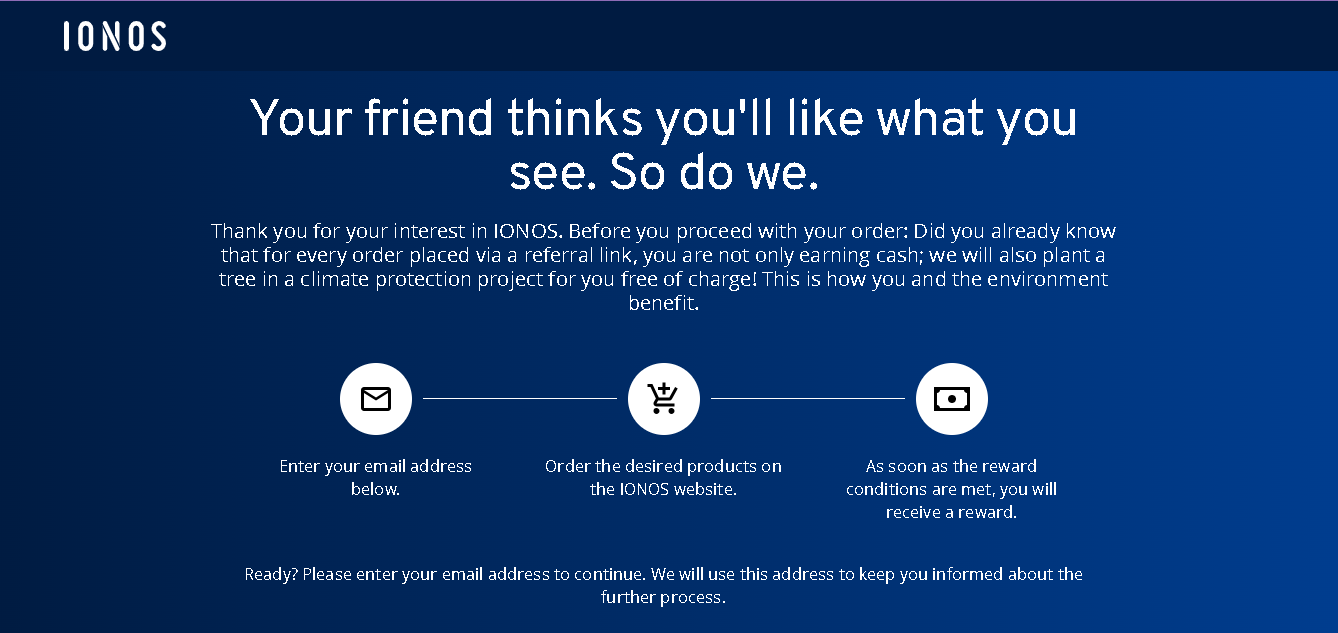 IONOS
Your friend thinks you'll like what you
see. So do we.
Thank you for your interest in IONOS. Before you proceed with your order: Did you already know
that for every order placed via a referral link, you are not only earning cash; we will also plant a
tree in a climate protection project for you free of charge! This is how you and the environment
benefit.
Enter your email address
below.
Order the desired products on
the IONOS website.
As soon as the reward
conditions are met, you will
receive a reward.
Ready? Please enter your email address to continue. We will use this address to keep you informed about the
further process.